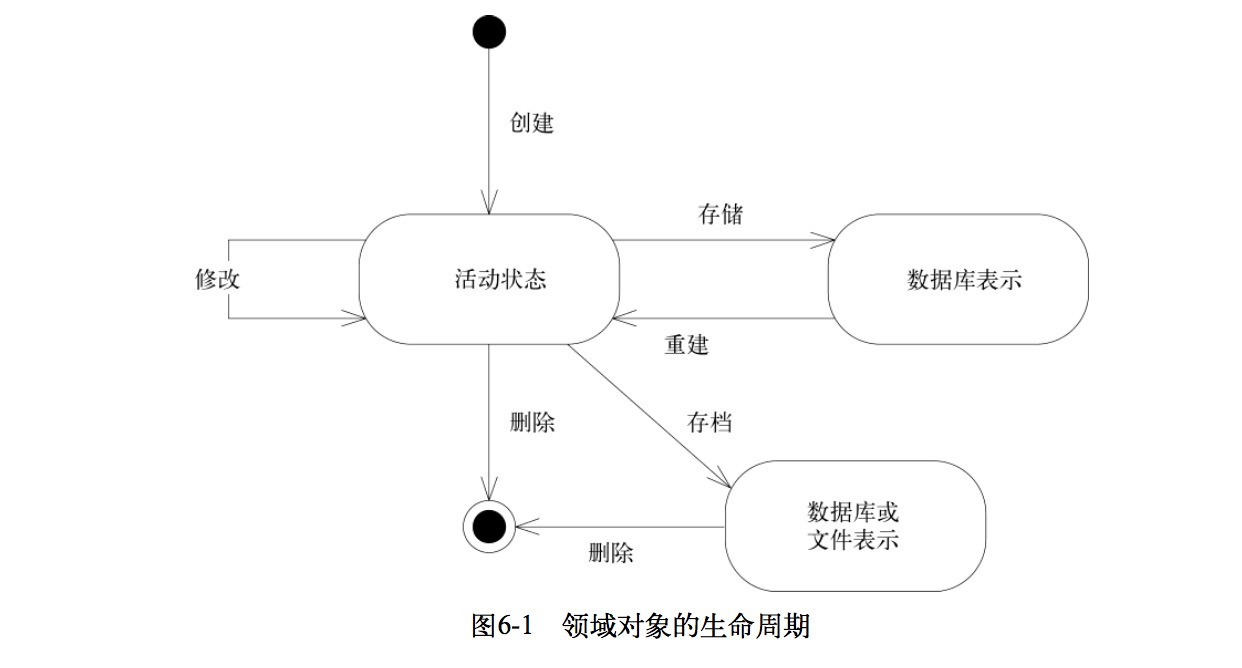 创建
存储
修改
活动状态
数据库表示
重建
删除
存档
数据库或
文件表示
删除
图6-1 领域对象的生命周期